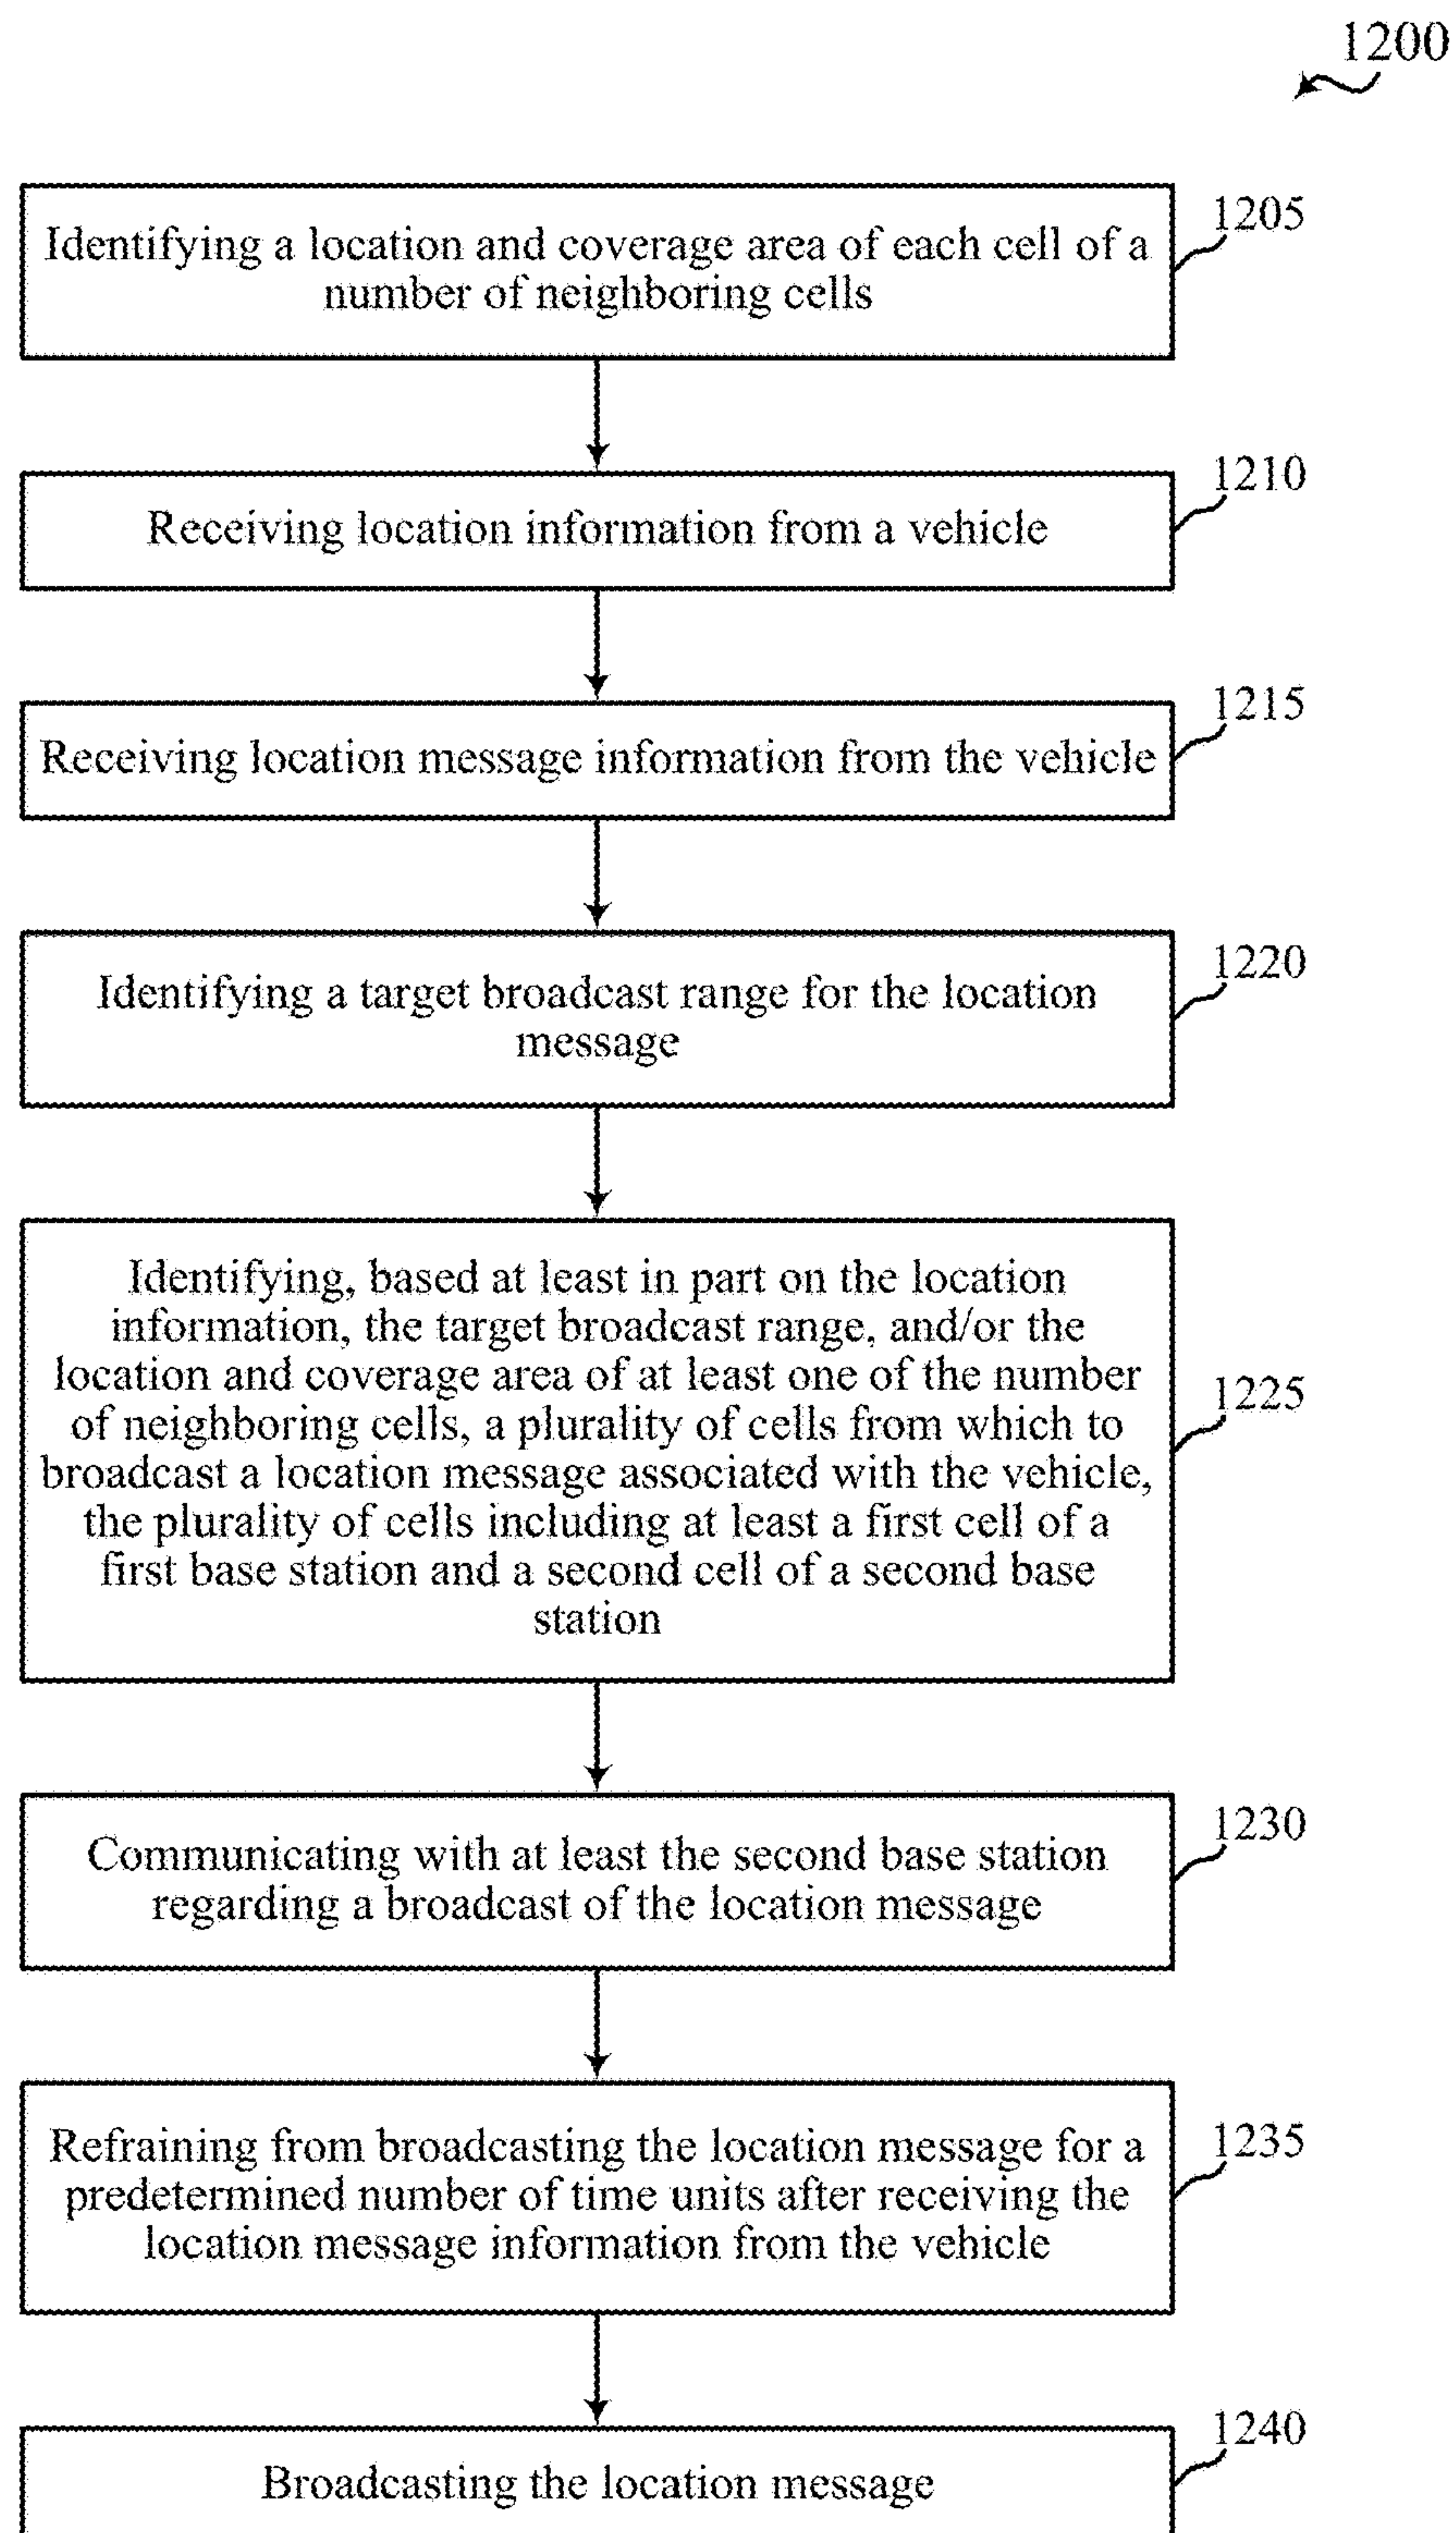 1200
1205
Identifying a location and coverage area of each cell of a
number of neighboring cells
1210
Receiving location information from a vehicle
1215
Receiving location message information from the vehicle
1220
Identifying a target broadcast range for the location
message
1225
Identifying, based at least in part on the location
information, the target broadcast range, and/or the
location and coverage area of at least one of the number
of neighboring cells, a plurality of cells from which to
broadcast a location message associated with the vehicle,
the plurality of cells including at least a first cell of a
first base station and a second cell of a second base
station
1230
Communicating with at least the second base station
regarding a broadcast of the location message
1235
Refraining from broadcasting the location message for a
predetermined number of time units after receiving the
location message information from the vehicle
1240
Broadcasting the location message